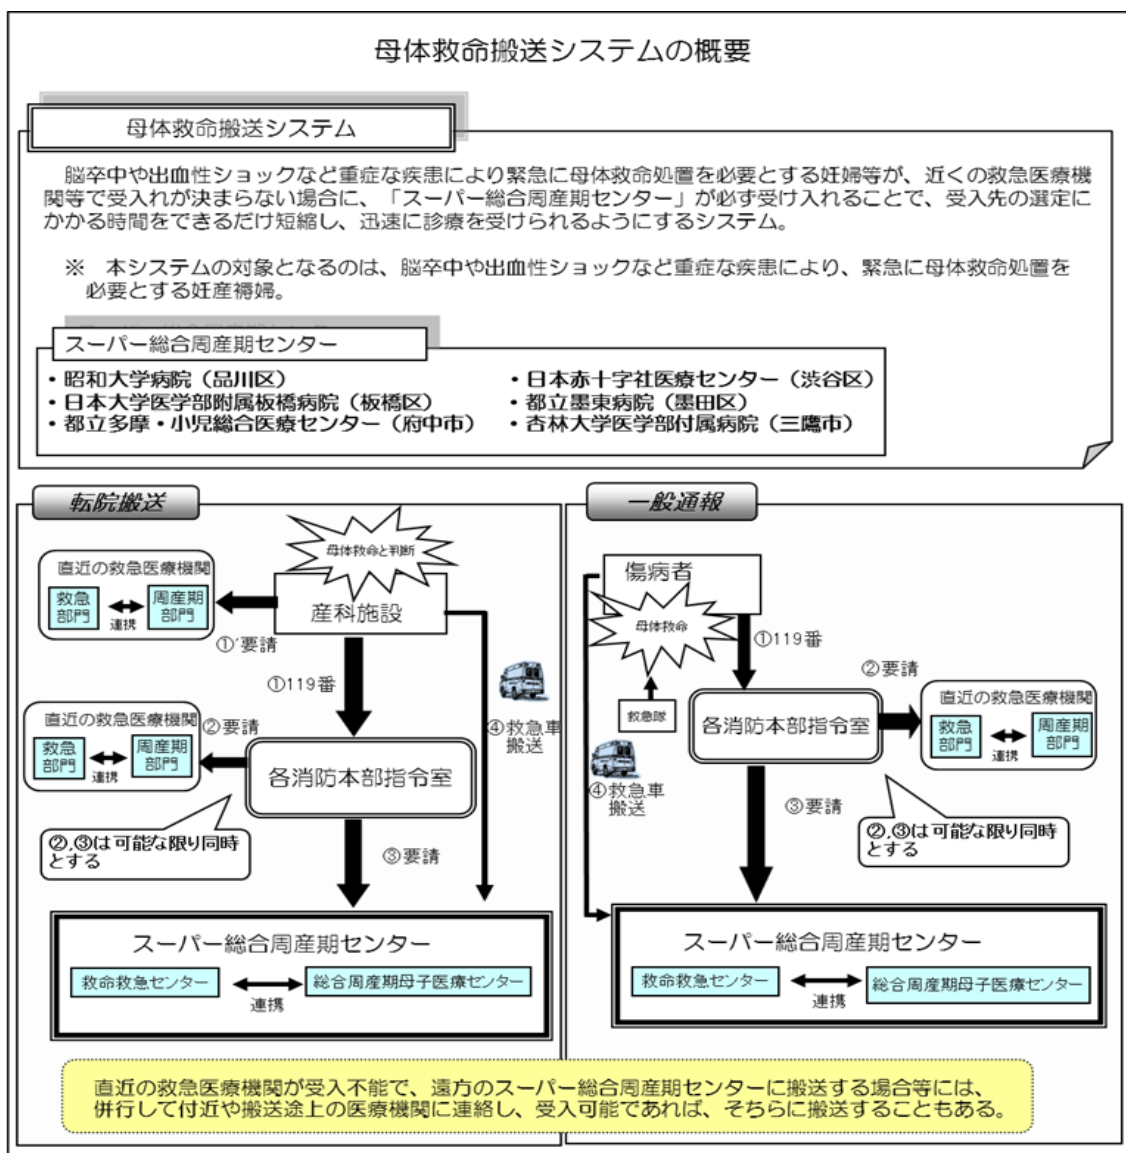 母体救命搬送システムの概要
母体救命搬送システム
脳卒中や出血性ショックなど重症な疾患により緊急に母体救命処置を必要とする妊婦等が、近くの救急医療機
関等で受入れが決まらない場合に、「スーパー総合周産期センター」が必ず受け入れることで、受入先の選定に
かかる時間をできるだけ短縮し、迅速に診療を受けられるようにするシステム。
※　本システムの対象となるのは、脳卒中や出血性ショックなど重症な疾患により、緊急に母体救命処置を
必要とする妊産褥婦。
スーパー総合周産期センター
・昭和大学病院（品川区）
・日本大学医学部附属板橋病院（板橋区）
・都立多摩・小児総合医療センター（府中市）
・日本赤十字社医療センター（渋谷区）
・都立墨東病院（墨田区）
・杏林大学医学部付属病院（三鷹市）
転院搬送
母体救命と判断
直近の救急医療機関
救急
部門
連携
周産期
部門
産科施設
①’要請
①119番
直近の救急医療機関
救急
部門
連携
周産期
部門
②要請
④救急車
搬送
各消防本部指令室
②,③は可能な限り同時
とする
③要請
スーパー総合周産期センター
救命救急センター
連携
総合周産期母子医療センター
一般通報
傷病者
母体救命
①119番
救急隊
②要請
各消防本部指令室
直近の救急医療機関
救急
部門
連携
周産期
部門
④救急車
搬送
③要請
②,③は可能な限り同時
とする
スーパー総合周産期センター
救命救急センター
連携
総合周産期母子医療センター
直近の救急医療機関が受入不能で、遠方のスーパー総合周産期センターに搬送する場合等には、
併行して付近や搬送途上の医療機関に連絡し、受入可能であれば、そちらに搬送することもある。